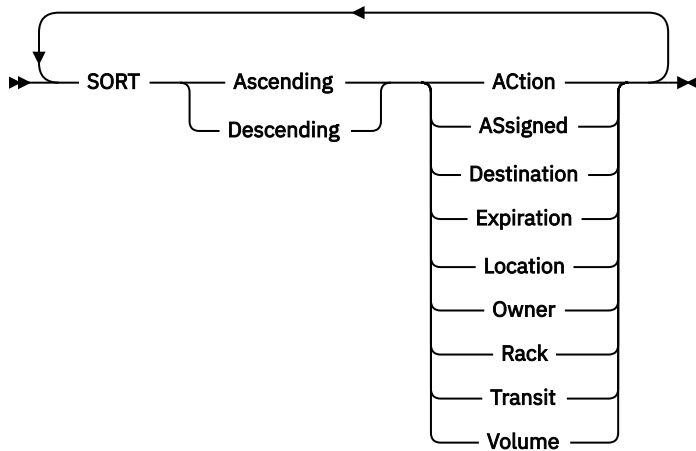 SORT Ascending ACtion
Descending ASsigned
Destination
Expiration
Location
Owner
Rack
Transit
Volume